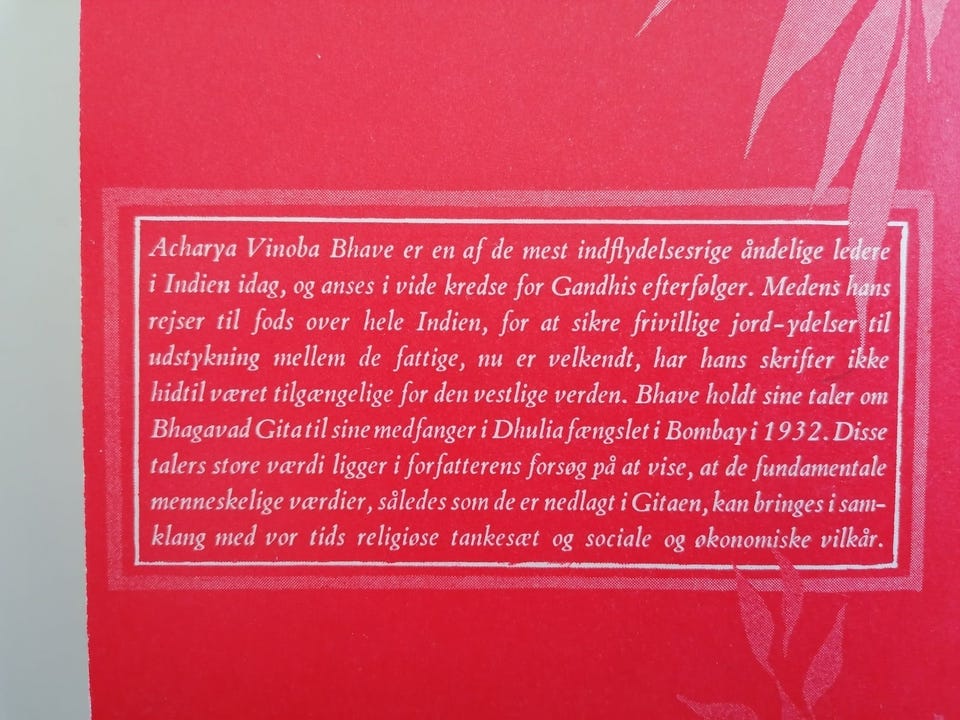 Acharya Vinoba Bhave er en af de mest indflydelsesrige åndelige ledere
i Indien idag, og anses i vide kredse for Gandhis efterfølger. Medens hans
rejser til fods over hele Indien, for at sikre frivillige jord-ydelser til
udstykning mellem de fattige, nu er velkendt, har hans skrifter ikke
hidtil været tilgængelige for den vestlige verden. Bhave holdt sine taler om
Bhagavad Gita til sine medfanger i Dhulia fængslet i Bombay i 1932. Disse
talers store værdi ligger i forfatterens forsøg på at vise, at de fundamentale
menneskelige værdier, således som de er nedlagt i Gitaen, kan bringes i sam-
klang med vor tids religiøse tankesæt og sociale og økonomiske vilkår.